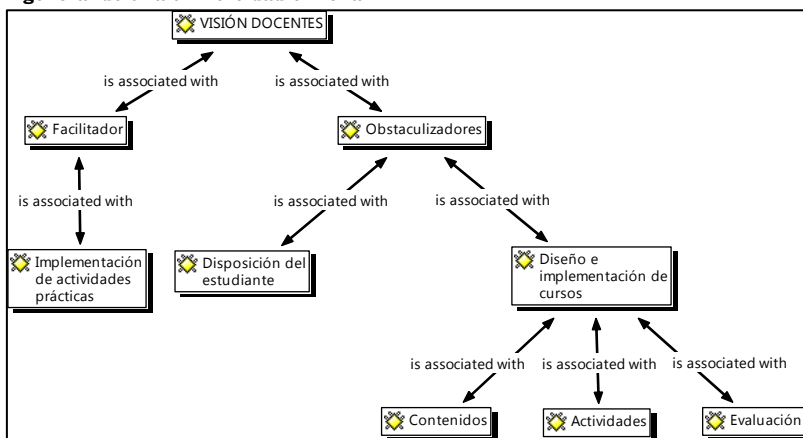 VISIÓN DOCENTES
is associated with
is associated with
Facilitador
Obstaculizadores
is associated with
is associated with
is associated with
Implementación
de actividades
prácticas
Disposición del
estudiante
Diseño e
implementación de
cursos
is associated with
is associated with
is associated with
Contenidos
Actividades
Evaluación